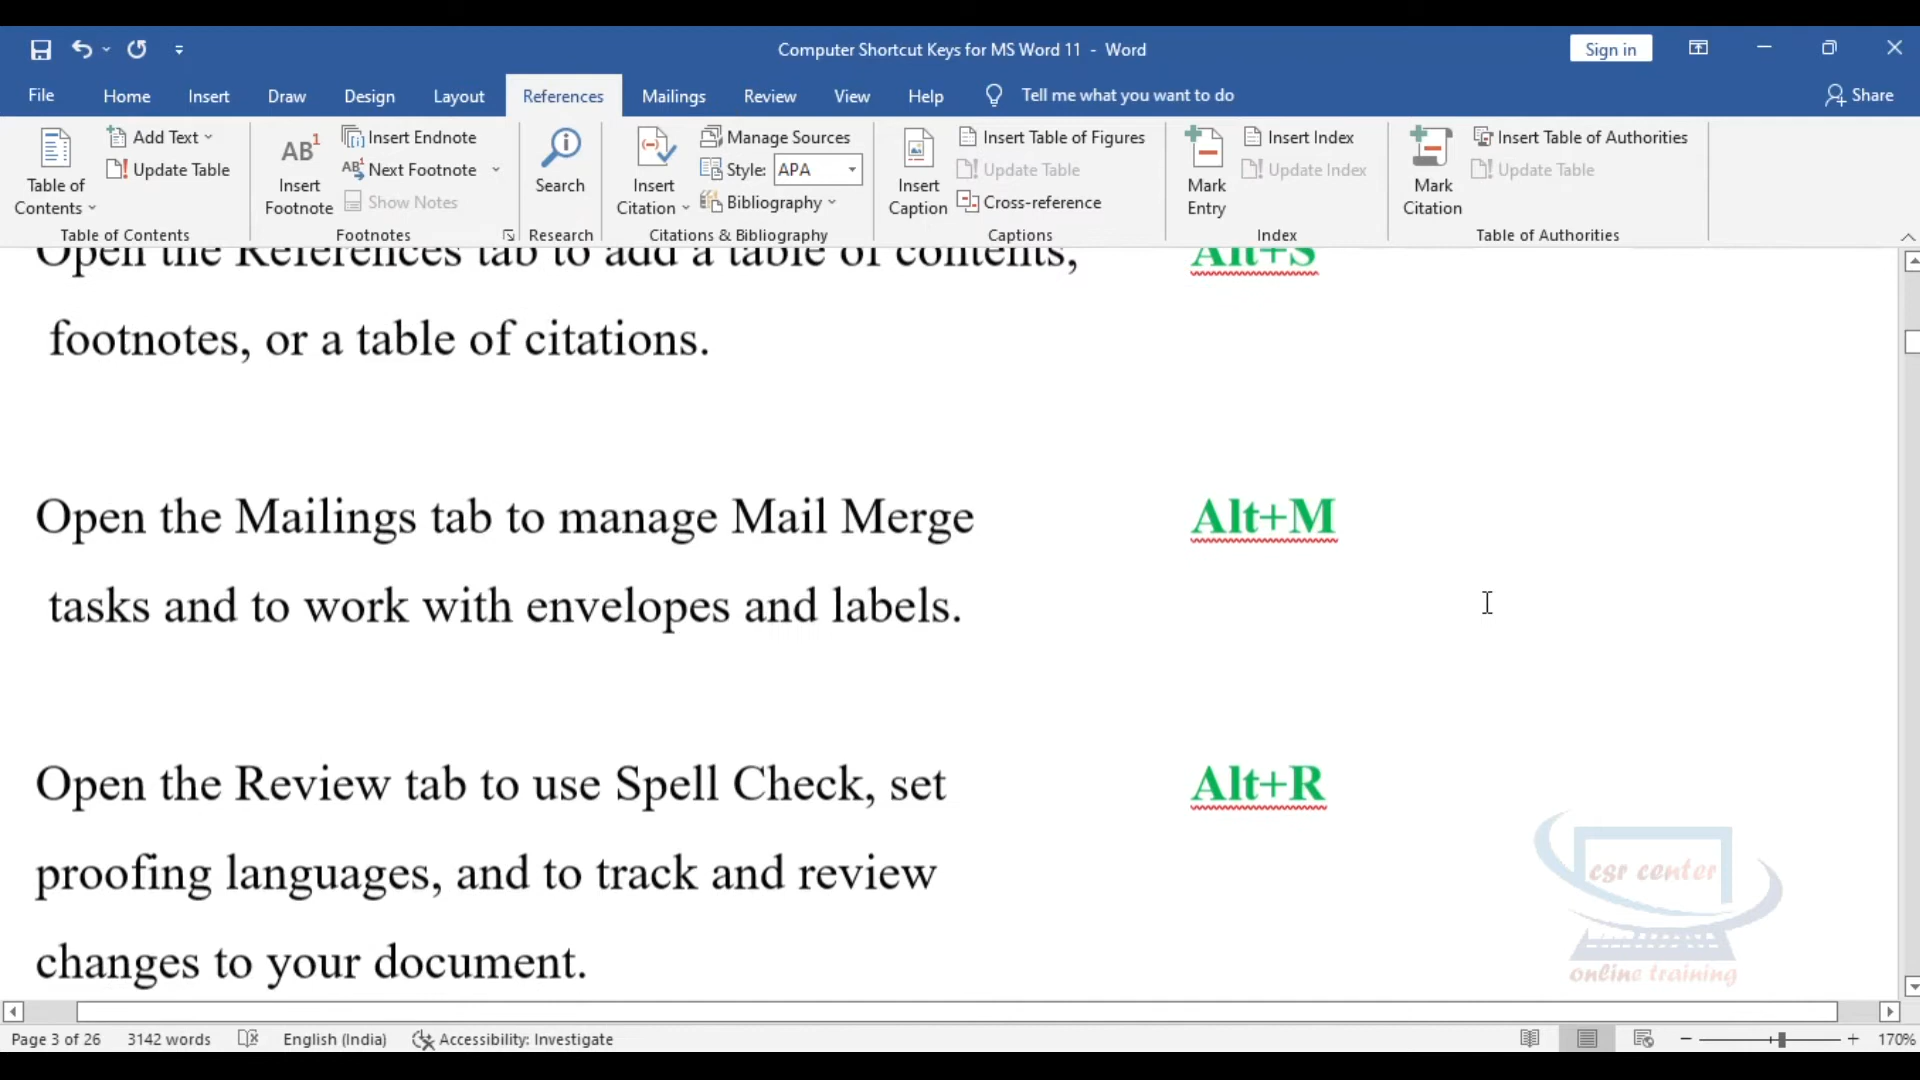 Computer Shortcut Keys for MS Word 11 - Word
Sign in
File Home Insert Draw Design Layout References Mailings Review View Help Tell me what you want to do Share
Table of Contents
Add Text
Update Table
Table of Contents
AB1 Insert Footnote
Insert Endnote
Next Footnote
Show Notes
Footnotes
Search
Research
Insert Citation
Manage Sources
Style: APA
Bibliography
Citations & Bibliography
Insert Caption
Insert Table of Figures
Update Table
Cross-reference
Captions
Mark Entry
Insert Index
Update Index
Index
Mark Citation
Insert Table of Authorities
Update Table
Table of Authorities
Open the References tab to add a table of contents, Alt+S
footnotes, or a table of citations.
Open the Mailings tab to manage Mail Merge Alt+M
tasks and to work with envelopes and labels.
Open the Review tab to use Spell Check, set Alt+R
proofing languages, and to track and review
changes to your document.
csr center
online training
Page 3 of 26 3142 words English (India) Accessibility: Investigate 170%